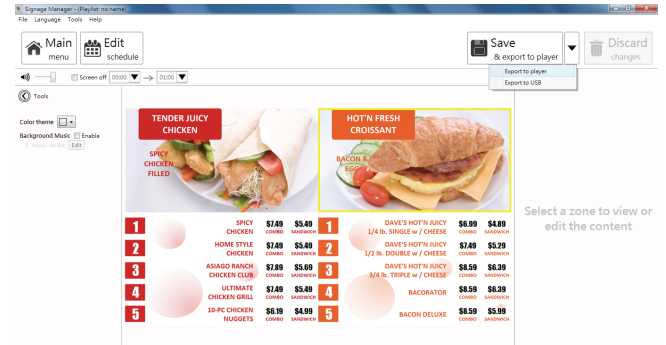 Signage Manager - (Playlist: no name)
File Language Tools Help
Main
menu
Edit
schedule
Save
& export to player
Discard
changes
Export to player
Export to USB
Screen off 00:00 01:00
Tools
Color theme
Background Music Enable
music on list Edit
TENDER JUICY
CHICKEN
SPICY
CHICKEN
FILLED
HOT'N FRESH
CROISSANT
BACON &
EGG
1 SPICY CHICKEN $7.49 COMBO $5.49 SANDWICH
2 HOME STYLE CHICKEN $7.49 COMBO $5.49 SANDWICH
3 ASIAGO RANCH CHICKEN CLUB $7.89 COMBO $5.69 SANDWICH
4 ULTIMATE CHICKEN GRILL $7.49 COMBO $5.49 SANDWICH
5 10-PC CHICKEN NUGGETS $6.19 COMBO $4.99 SANDWICH
1 DAVE'S HOT'N JUICY 1/4 lb. SINGLE w / CHEESE $6.99 COMBO $4.89 SANDWICH
2 DAVE'S HOT'N JUICY 1/2 lb. DOUBLE w / CHEESE $7.49 COMBO $5.29 SANDWICH
3 DAVE'S HOT'N JUICY 3/4 lb. TRIPLE w / CHEESE $8.59 COMBO $6.39 SANDWICH
4 BACORATOR $8.59 COMBO $6.39 SANDWICH
5 BACON DELUXE $8.59 COMBO $5.99 SANDWICH
Select a zone to view or
edit the content